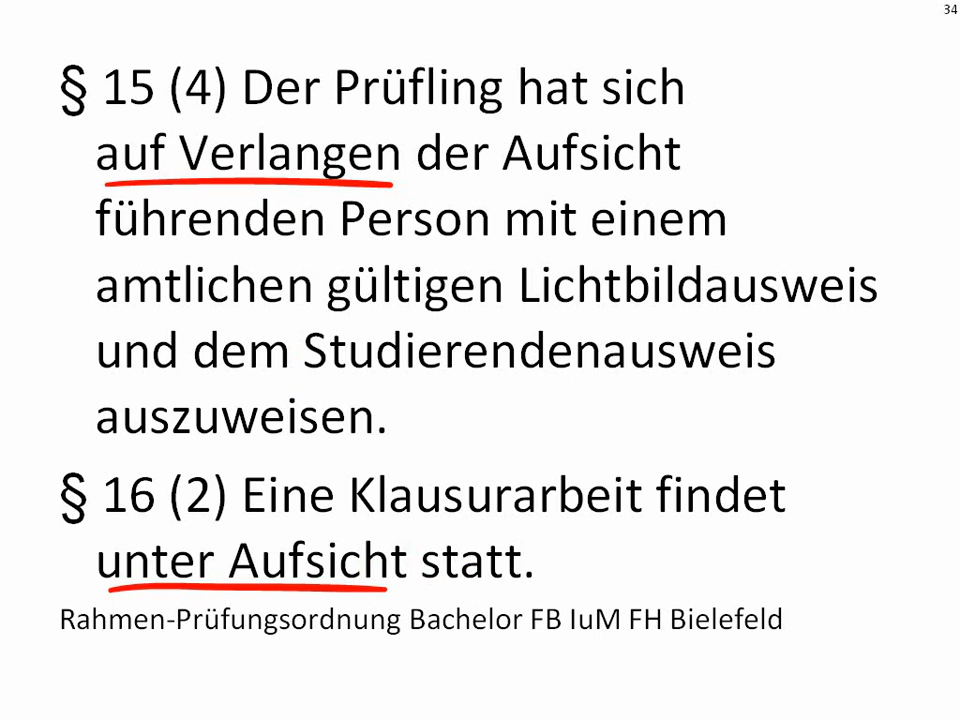 34
§ 15 (4) Der Prüfling hat sich
auf Verlangen der Aufsicht
führenden Person mit einem
amtlichen gültigen Lichtbildausweis
und dem Studierendenausweis
auszuweisen.
§ 16 (2) Eine Klausurarbeit findet
unter Aufsicht statt.
Rahmen-Prüfungsordnung Bachelor FB IuM FH Bielefeld